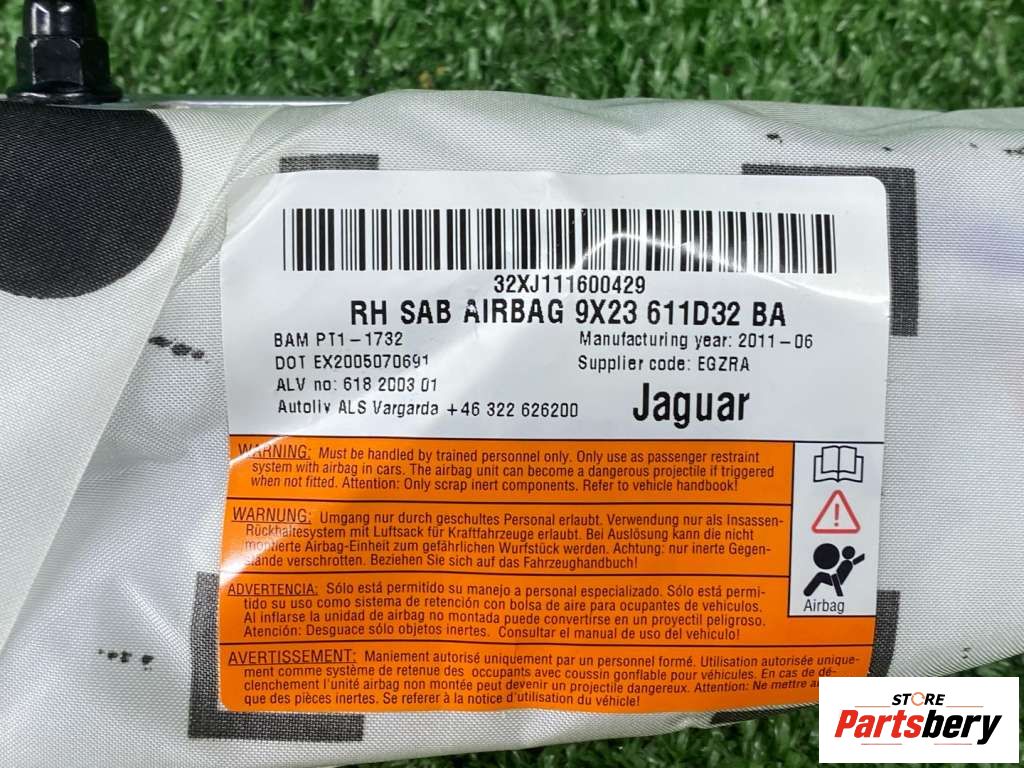 32XJ111600429
RH SAB AIRBAG 9X23 611D32 BA
BAM PT1-1732
Manufacturing year: 2011-06
DOT EX2005070691
Supplier code: EGZRA
ALV no: 618 2003 01
Autoliv ALS Vargarda +46 322 626200
Jaguar
WARNING: Must be handled by trained personnel only. Only use as passenger restraint
system with airbag in cars. The airbag unit can become a dangerous projectile if triggered
when not fitted. Attention: Only scrap inert components. Refer to vehicle handbook!
WARNUNG: Umgang nur durch geschultes Personal erlaubt. Verwendung nur als Insassen-
Rückhaltesystem mit Luftsack für Kraftfahrzeuge erlaubt. Bei Auslösung kann die nicht
montierte Airbag-Einheit zum gefährlichen Wurfstück werden. Achtung: nur inerte Gegen-
stände verschrotten. Beziehen Sie sich auf das Fahrzeughandbuch!
ADVERTENCIA: Sólo está permitido su manejo a personal especializado. Sólo está permi-
tido su uso como sistema de retención con bolsa de aire para ocupantes de vehículos.
Al inflarse la unidad de airbag no montada puede convertirse en un proyectil peligroso.
Atención: Desguace sólo objetos inertes. Consultar el manual de uso del vehículo!
AVERTISSEMENT: Maniement autorisé uniquement par un personnel formé. Utilisation autorisée unique-
ment comme système de retenue des occupants avec coussin gonflable pour véhicules. En cas de dé-
clenchement l'unité airbag non montée peut devenir un projectile dangereux. Attention: Ne mettre au
que des pièces inertes. Se referer à la notice d'utilisation du véhicule!
Airbag
STORE
Partsbery